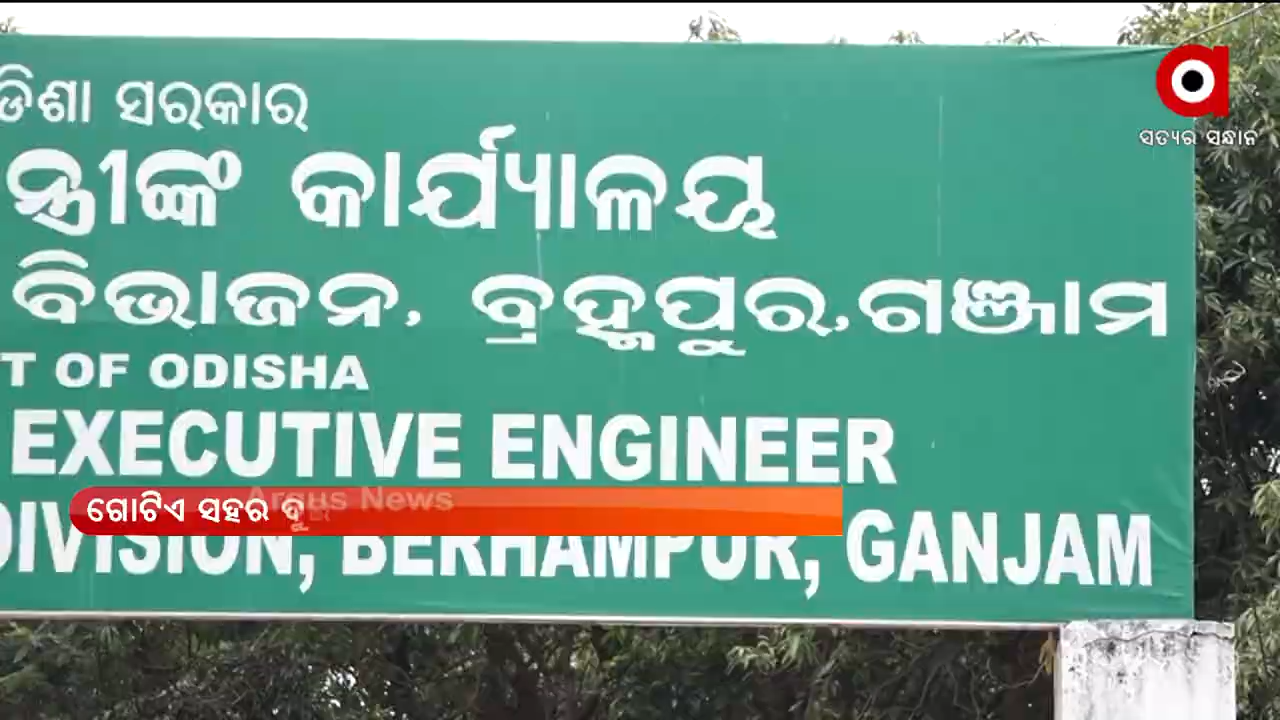 ଡିଶା ସରକାର
ସତ୍ୟର ସନ୍ଧାନ
ନ୍ତ୍ରୀଙ୍କ କାର୍ଯ୍ୟାଳୟ
ବିଭାଜନ, ବ୍ରହ୍ମପୁର,ଗଞ୍ଜାମ
T OF ODISHA
EXECUTIVE ENGINEER
Argus News
ଗୋଟିଏ ସହର ଦୁ
DIVISION, BERHAMPUR, GANJAM